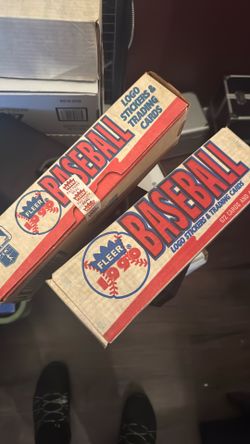 FLEER
1990
BASEBALL
LOGO
STICKERS &
TRADING
CARDS
FLEER
1990
BASEBALL
LOGO STICKERS & TRADING CARDS